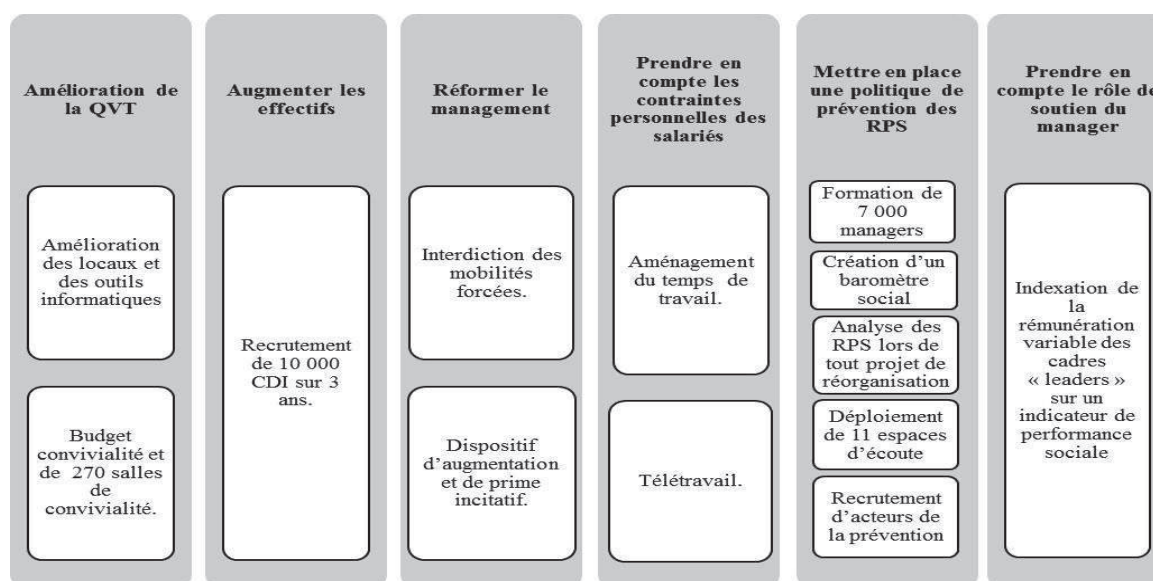 Amélioration de
la QVT
Amélioration
des locaux et
des outils
informatiques
Budget
convivialité et
de 270 salles
de
convivialité.
Augmenter les
effectifs
Recrutement
de 10 000
CDI sur 3
ans.
Réformer le
management
Interdiction des
mobilités
forcées.
Dispositif
d’augmentation
et de prime
incitatif.
Prendre en
compte les
contraintes
personnelles des
salariés
Aménagement
du temps de
travail.
Télétravail.
Mettre en place
une politique de
prévention des
RPS
Formation de
7 000
managers
Création d’un
baromètre
social
Analyse des
RPS lors de
tout projet de
réorganisation
Déploiement
de 11 espaces
d’écoute
Recrutement
d’acteurs de
la prévention
Prendre en
compte le rôle de
soutien du
manager
Indexation de
la
rémunération
variable des
cadres
« leaders »
sur un
indicateur de
performance
sociale